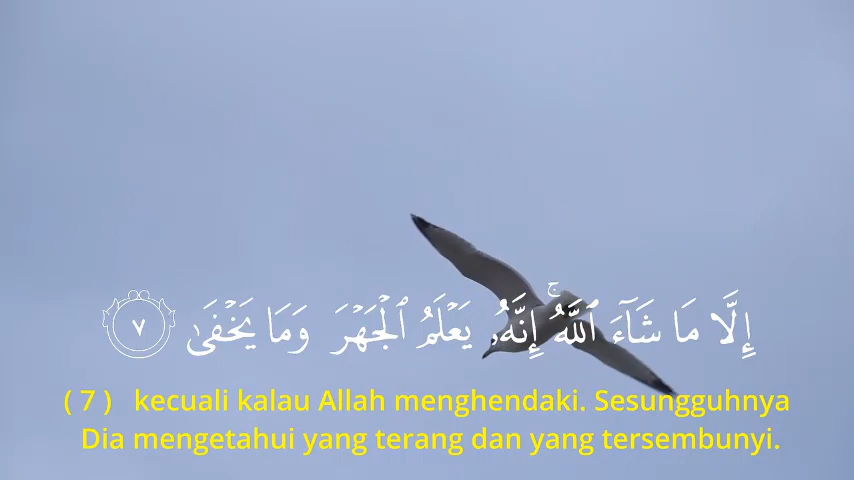 إِلَّا مَا شَآءَ ٱللَّهُ ۚ إِنَّهُۥ يَعْلَمُ ٱلْجَهْرَ وَمَا يَخْفَىٰ ٧
( 7 ) kecuali kalau Allah menghendaki. Sesungguhnya
Dia mengetahui yang terang dan yang tersembunyi.